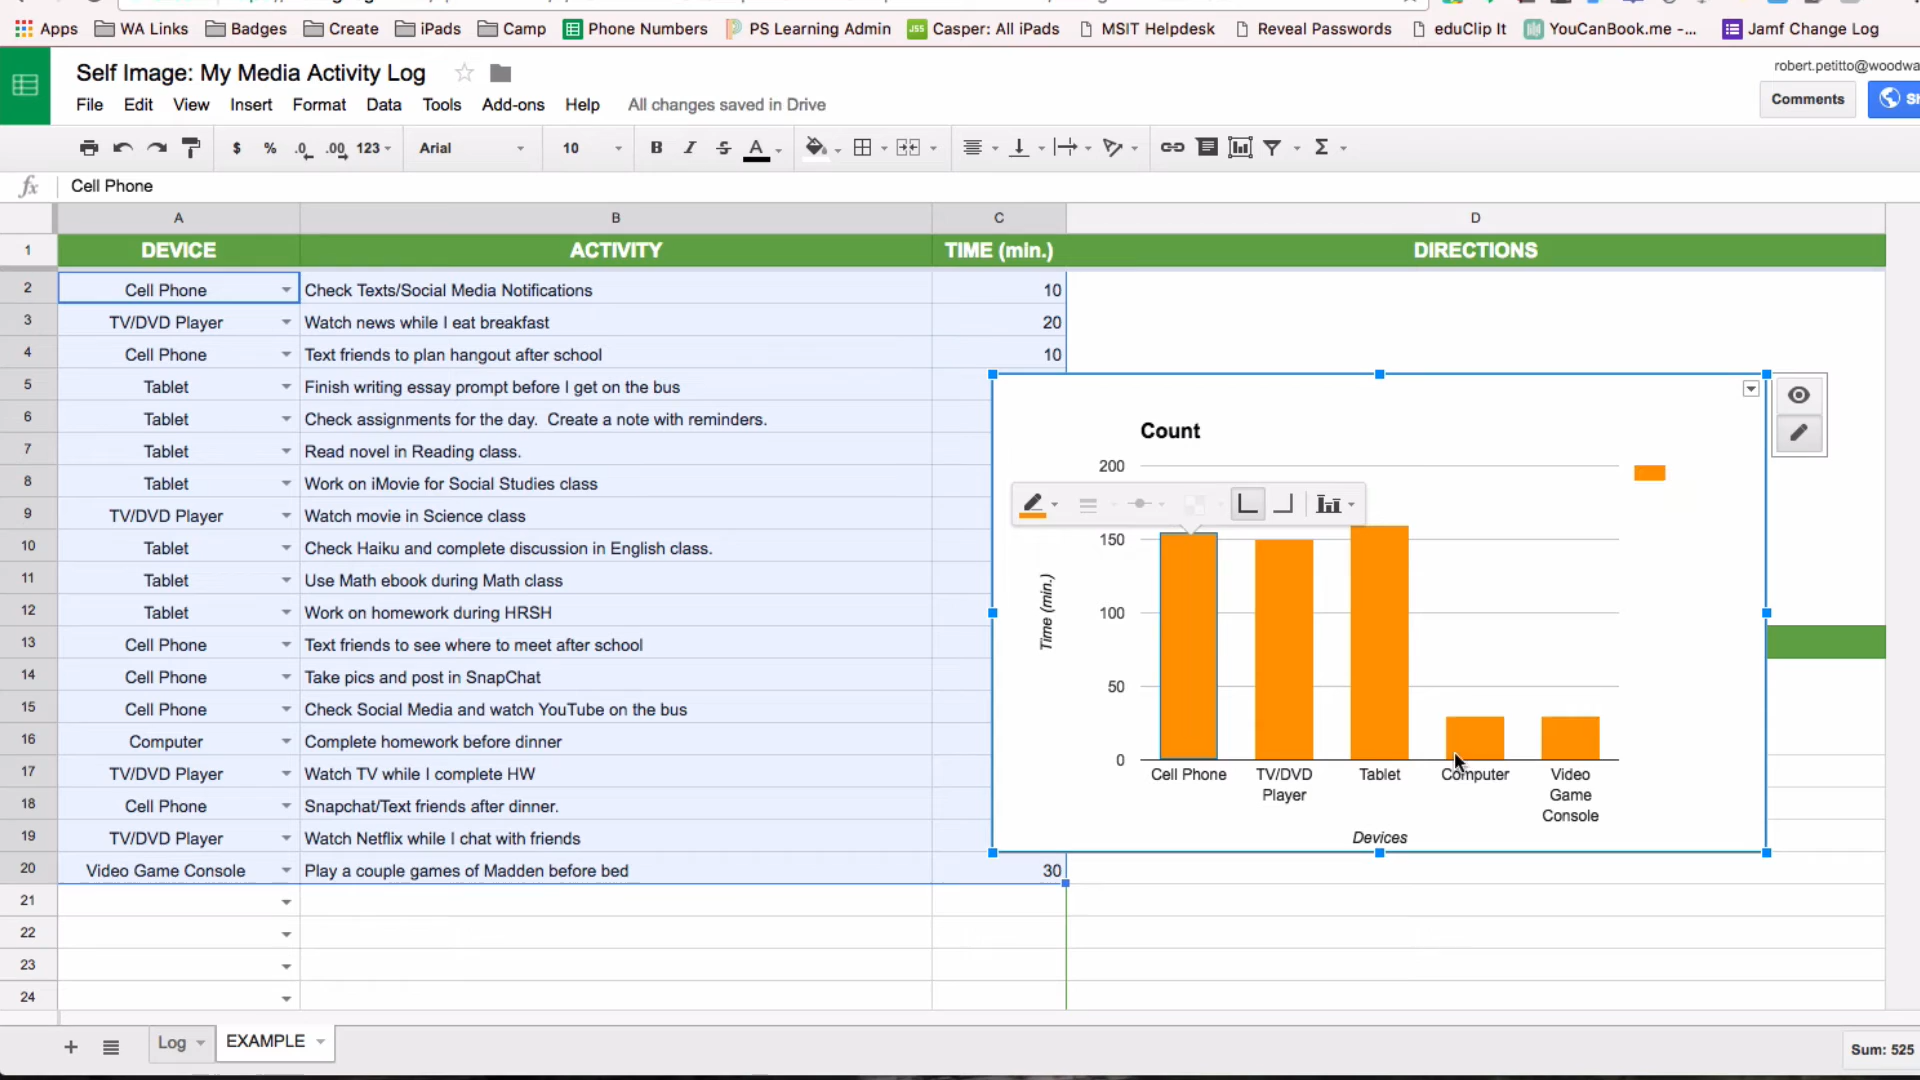 Apps WA Links Badges Create iPads Camp Phone Numbers PS Learning Admin Casper: All iPads MSIT Helpdesk Reveal Passwords eduClip It YouCanBook.me -... Jamf Change Log
Self Image: My Media Activity Log
robert.petitto@woodwa
File Edit View Insert Format Data Tools Add-ons Help All changes saved in Drive
Comments Sh
$ % .0 .00 123 Arial 10 B I S A Σ
fx Cell Phone
A B C D
1 DEVICE ACTIVITY TIME (min.) DIRECTIONS
2 Cell Phone Check Texts/Social Media Notifications 10
3 TV/DVD Player Watch news while I eat breakfast 20
4 Cell Phone Text friends to plan hangout after school 10
5 Tablet Finish writing essay prompt before I get on the bus
6 Tablet Check assignments for the day. Create a note with reminders.
7 Tablet Read novel in Reading class.
8 Tablet Work on iMovie for Social Studies class
9 TV/DVD Player Watch movie in Science class
10 Tablet Check Haiku and complete discussion in English class.
11 Tablet Use Math ebook during Math class
12 Tablet Work on homework during HRSH
13 Cell Phone Text friends to see where to meet after school
14 Cell Phone Take pics and post in SnapChat
15 Cell Phone Check Social Media and watch YouTube on the bus
16 Computer Complete homework before dinner
17 TV/DVD Player Watch TV while I complete HW
18 Cell Phone Snapchat/Text friends after dinner.
19 TV/DVD Player Watch Netflix while I chat with friends
20 Video Game Console Play a couple games of Madden before bed 30
21
22
23
24
Count
200
150
100
50
0
Time (min.)
Cell Phone TV/DVD Player Tablet Computer Video Game Console
Devices
Log EXAMPLE
Sum: 525